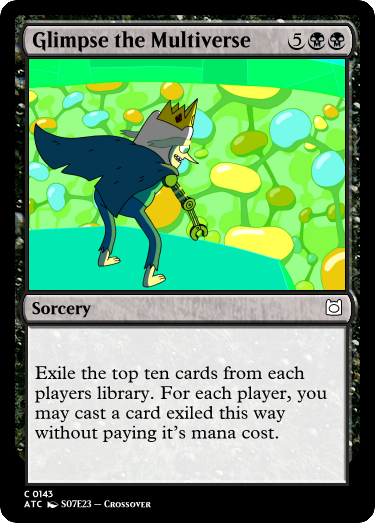 Glimpse the Multiverse 5
Sorcery
Exile the top ten cards from each
players library. For each player, you
may cast a card exiled this way
without paying it's mana cost.
C 0143
ATC S07E23 – Crossover